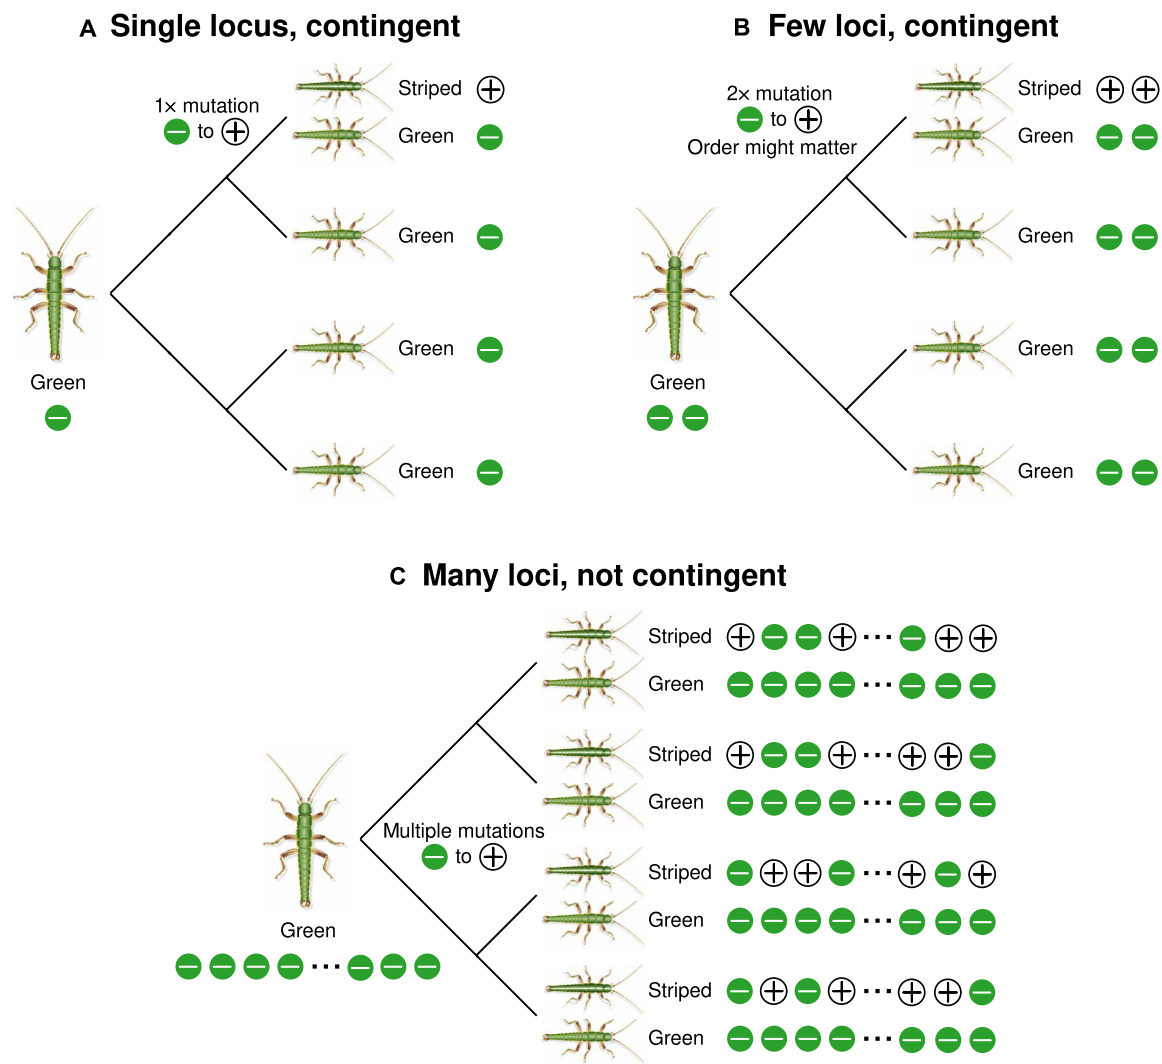 A Single locus, contingent
1× mutation
− to +
Striped +
Green −
Green −
Green −
Green −
Green
−
B Few loci, contingent
2× mutation
− to +
Order might matter
Striped + +
Green − −
Green − −
Green − −
Green − −
Green
− −
C Many loci, not contingent
Multiple mutations
− to +
Striped + − − + ··· − + +
Green − − − − ··· − − −
Striped + − − + ··· + + −
Green − − − − ··· − − −
Striped − + + − ··· + − +
Green − − − − ··· − − −
Striped − + − + ··· + + −
Green − − − − ··· − − −
Green
− − − − ··· − − −